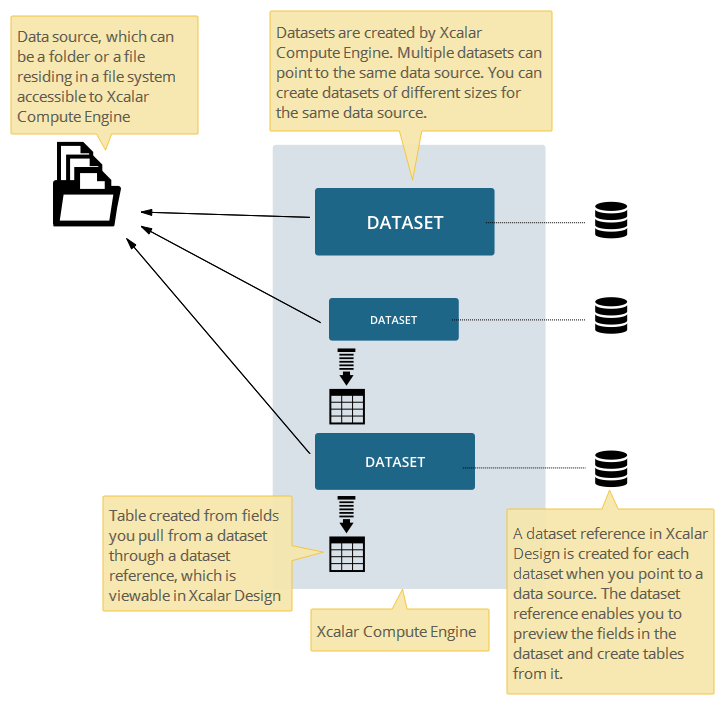 Data source, which can
be a folder or a file
residing in a file system
accessible to Xcalar
Compute Engine
Datasets are created by Xcalar
Compute Engine. Multiple datasets can
point to the same data source. You can
create datasets of different sizes for
the same data source.
DATASET
DATASET
DATASET
Table created from fields
you pull from a dataset
through a dataset
reference, which is
viewable in Xcalar Design
Xcalar Compute Engine
A dataset reference in Xcalar
Design is created for each
dataset when you point to a
data source. The dataset
reference enables you to
preview the fields in the
dataset and create tables
from it.